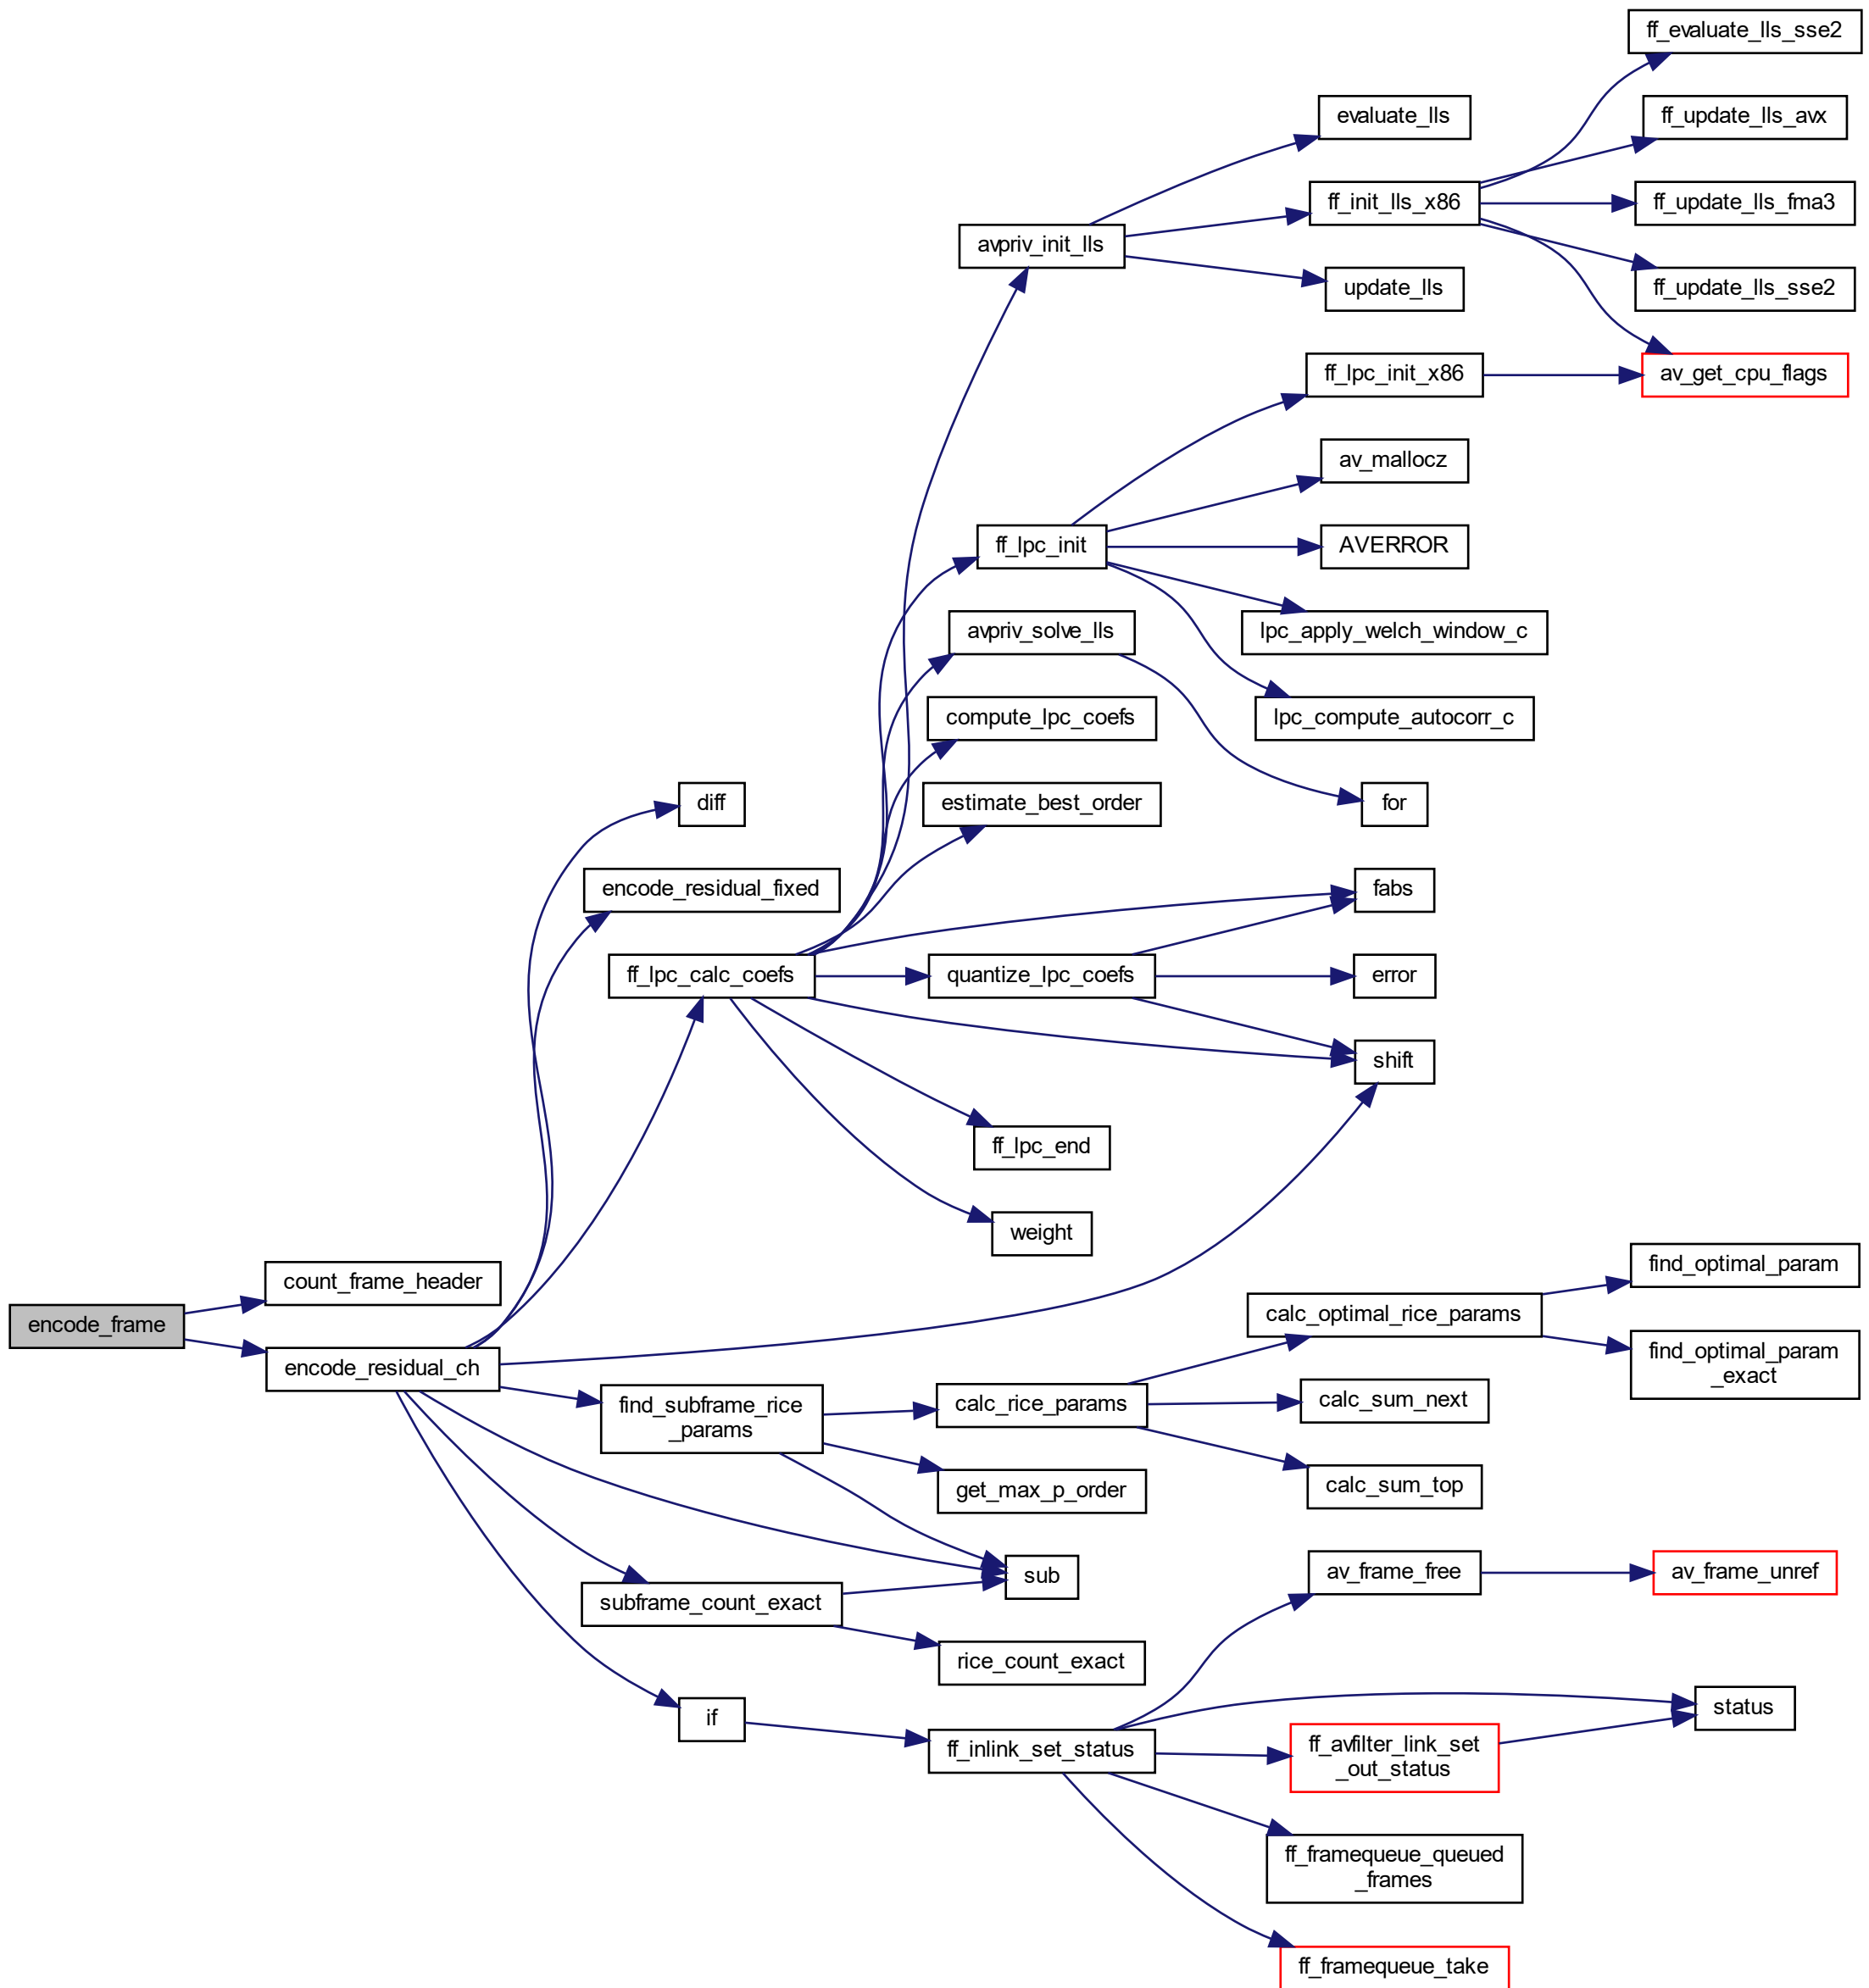 ff_evaluate_lls_sse2
evaluate_lls
ff_update_lls_avx
ff_init_lls_x86
ff_update_lls_fma3
avpriv_init_lls
update_lls
ff_update_lls_sse2
ff_lpc_init_x86
av_get_cpu_flags
av_mallocz
ff_lpc_init
AVERROR
avpriv_solve_lls
lpc_apply_welch_window_c
compute_lpc_coefs
lpc_compute_autocorr_c
diff
estimate_best_order
for
encode_residual_fixed
fabs
ff_lpc_calc_coefs
quantize_lpc_coefs
error
shift
ff_lpc_end
weight
count_frame_header
find_optimal_param
encode_frame
calc_optimal_rice_params
encode_residual_ch
find_optimal_param
_exact
find_subframe_rice
_params
calc_rice_params
calc_sum_next
get_max_p_order
calc_sum_top
sub
av_frame_free
av_frame_unref
subframe_count_exact
rice_count_exact
if
status
ff_inlink_set_status
ff_avfilter_link_set
_out_status
ff_framequeue_queued
_frames
ff_framequeue_take